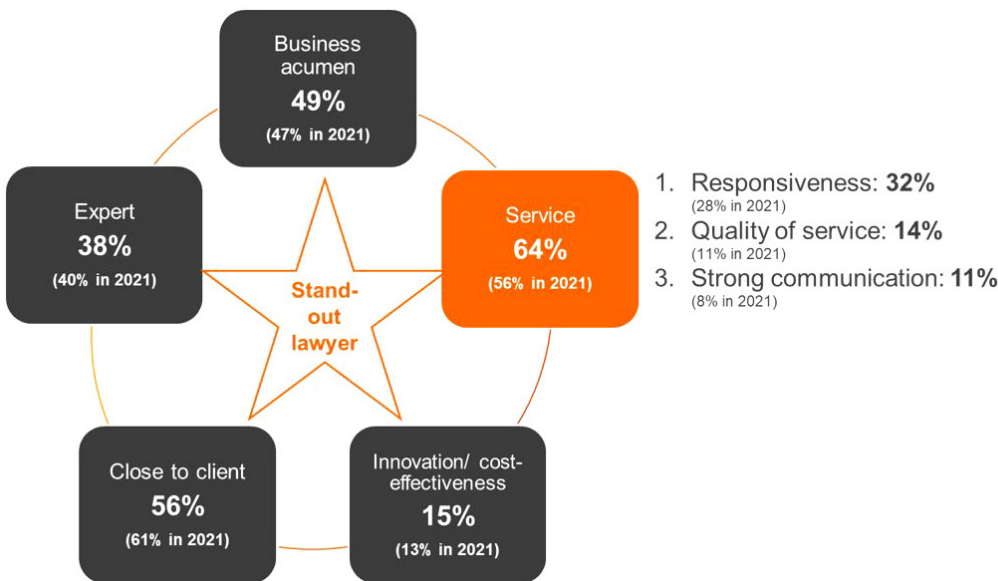 Business
acumen
49%
(47% in 2021)
Expert
38%
(40% in 2021)
Stand-
out
lawyer
Service
64%
(56% in 2021)
1. Responsiveness: 32%
(28% in 2021)
2. Quality of service: 14%
(11% in 2021)
3. Strong communication: 11%
(8% in 2021)
Close to client
56%
(61% in 2021)
Innovation/ cost-
effectiveness
15%
(13% in 2021)